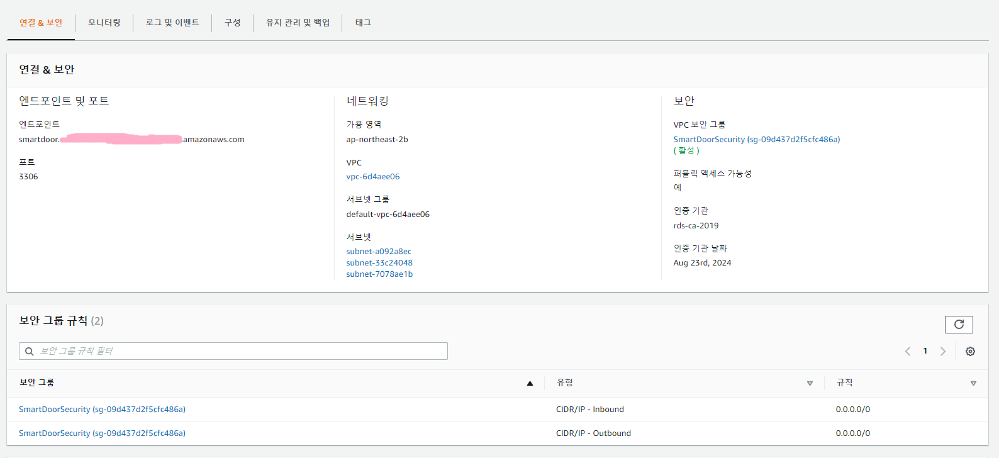 연결 & 보안
모니터링
로그 및 이벤트
구성
유지 관리 및 백업
태그
연결 & 보안
엔드포인트 및 포트
엔드포인트
smartdoor.
.amazonaws.com
포트
3306
네트워킹
가용 영역
ap-northeast-2b
VPC
vpc-6d4aee06
서브넷 그룹
default-vpc-6d4aee06
서브넷
subnet-a092a8ec
subnet-33c24048
subnet-7078ae1b
보안
VPC 보안 그룹
SmartDoorSecurity (sg-09d437d2f5cfc486a)
( 활성 )
퍼블릭 액세스 가능성
예
인증 기관
rds-ca-2019
인증 기관 날짜
Aug 23rd, 2024
보안 그룹 규칙 (2)
보안 그룹 규칙 필터
1
보안 그룹
유형
규칙
SmartDoorSecurity (sg-09d437d2f5cfc486a)
CIDR/IP - Inbound
0.0.0.0/0
SmartDoorSecurity (sg-09d437d2f5cfc486a)
CIDR/IP - Outbound
0.0.0.0/0